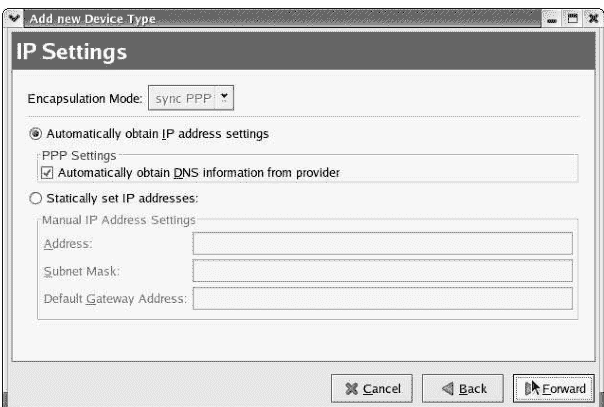 Add new Device Type
IP Settings
Encapsulation Mode: sync PPP
Automatically obtain IP address settings
PPP Settings
Automatically obtain DNS information from provider
Statically set IP addresses:
Manual IP Address Settings
Address:
Subnet Mask:
Default Gateway Address:
Cancel Back Forward